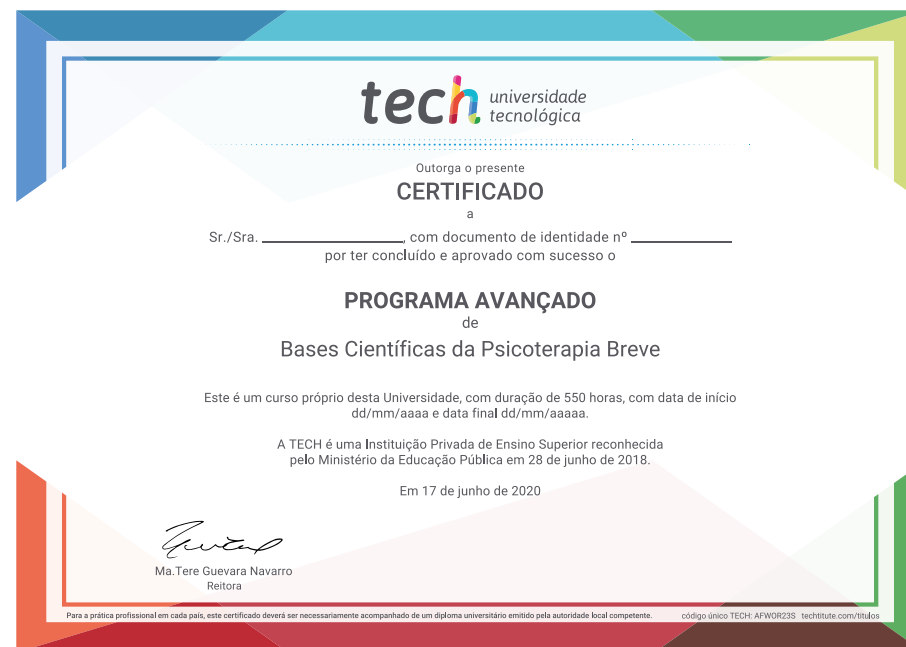 tech universidade
tecnológica
Outorga o presente
CERTIFICADO
a
Sr./Sra. ____________, com documento de identidade nº ____________
por ter concluído e aprovado com sucesso o
PROGRAMA AVANÇADO
de
Bases Científicas da Psicoterapia Breve
Este é um curso próprio desta Universidade, com duração de 550 horas, com data de início
dd/mm/aaaa e data final dd/mm/aaaaa.
A TECH é uma Instituição Privada de Ensino Superior reconhecida
pelo Ministério da Educação Pública em 28 de junho de 2018.
Em 17 de junho de 2020
Ma.Tere Guevara Navarro
Reitora
Para a prática profissional em cada país, este certificado deverá ser necessariamente acompanhado de um diploma universitário emitido pela autoridade local competente. código único TECH: AFWOR23S techtitute.com/titulos